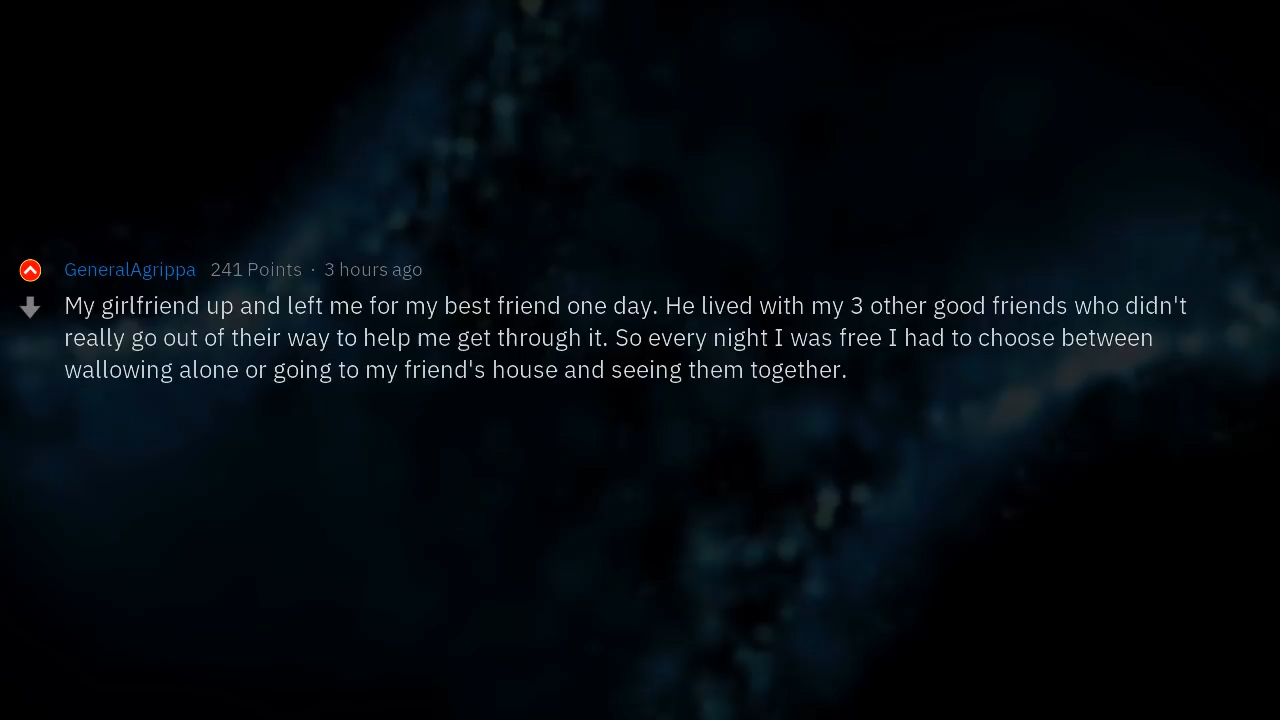 GeneralAgrippa 241 Points · 3 hours ago
My girlfriend up and left me for my best friend one day. He lived with my 3 other good friends who didn't
really go out of their way to help me get through it. So every night I was free I had to choose between
wallowing alone or going to my friend's house and seeing them together.